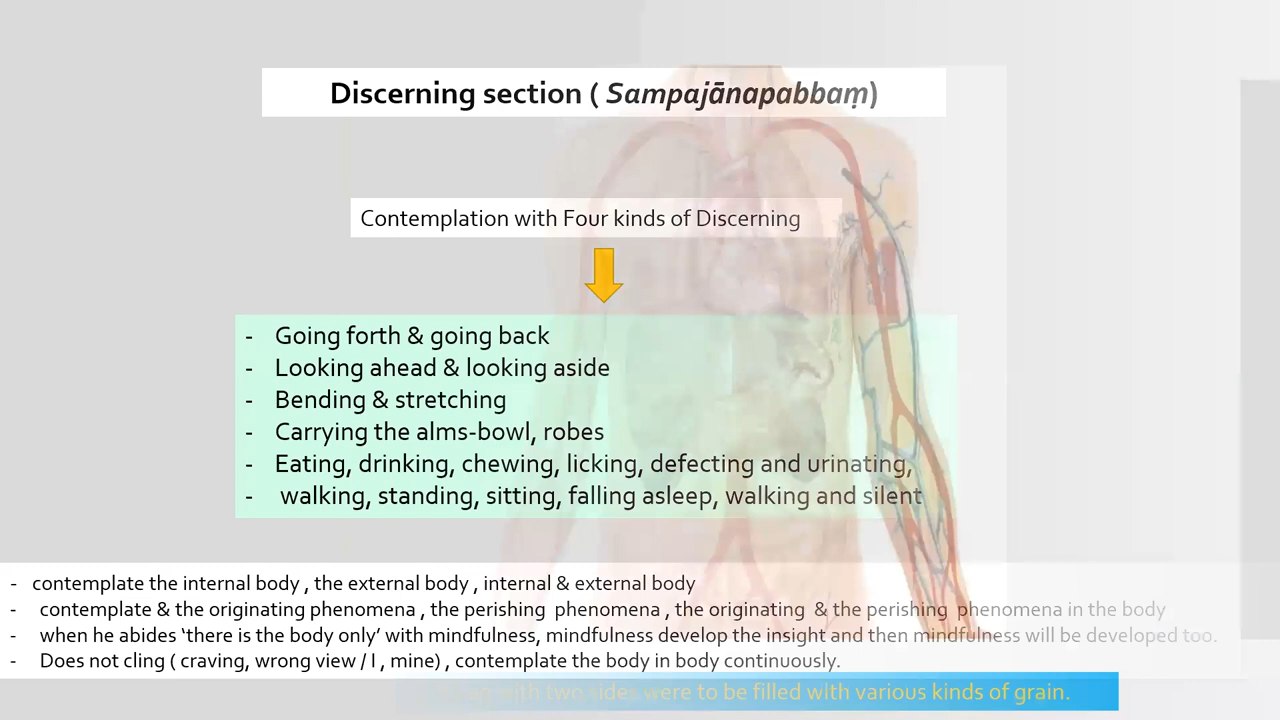 Discerning section ( Sampajānapabbaṃ)
Contemplation with Four kinds of Discerning
- Going forth & going back
- Looking ahead & looking aside
- Bending & stretching
- Carrying the alms-bowl, robes
- Eating, drinking, chewing, licking, defecting and urinating,
- walking, standing, sitting, falling asleep, walking and silent
- contemplate the internal body , the external body , internal & external body
- contemplate & the originating phenomena , the perishing phenomena , the originating & the perishing phenomena in the body
- when he abides ‘there is the body only’ with mindfulness, mindfulness develop the insight and then mindfulness will be developed too.
- Does not cling ( craving, wrong view / I , mine) , contemplate the body in body continuously.
with two sides were to be filled with various kinds of grain.